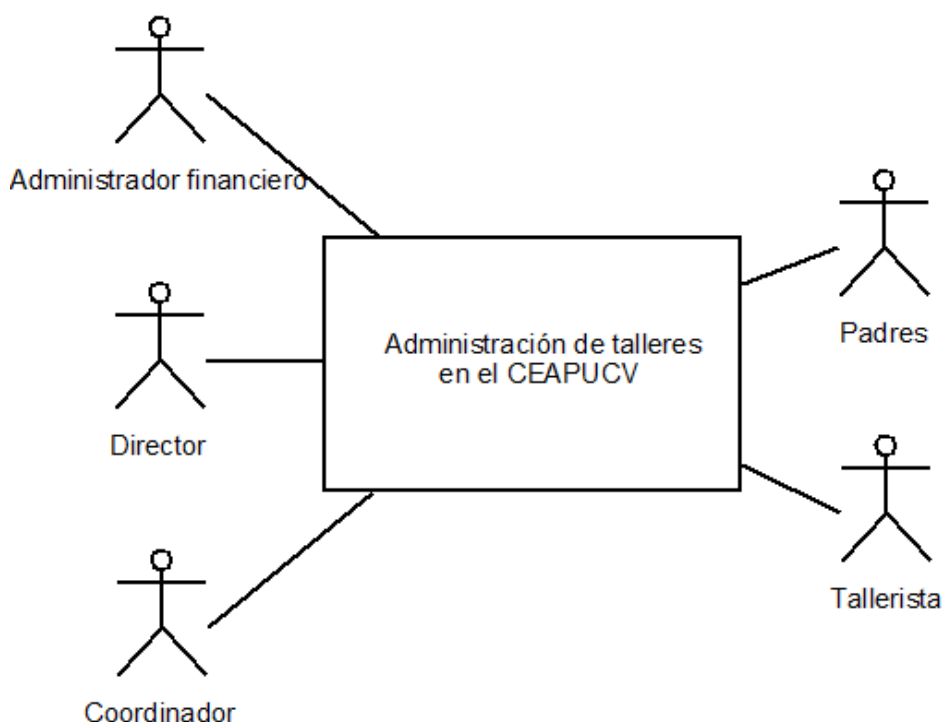 Administrador financiero
Padres
Administración de talleres
en el CEAPUCV
Director
Tallerista
Coordinador